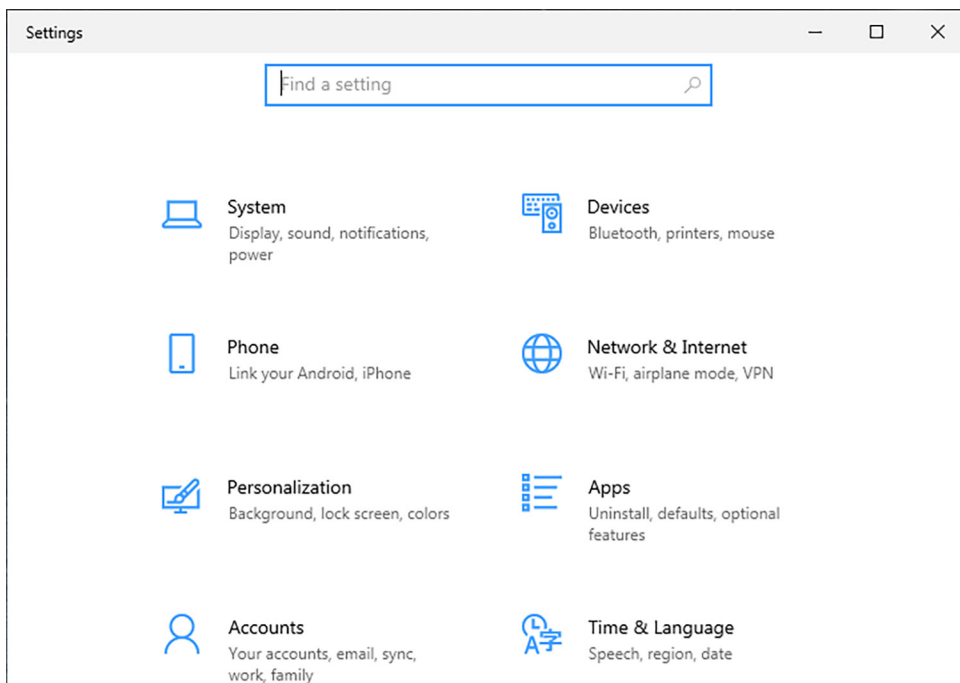 Settings
Find a setting
System
Display, sound, notifications,
power
Devices
Bluetooth, printers, mouse
Phone
Link your Android, iPhone
Network & Internet
Wi-Fi, airplane mode, VPN
Personalization
Background, lock screen, colors
Apps
Uninstall, defaults, optional
features
Accounts
Your accounts, email, sync,
work, family
A字
Time & Language
Speech, region, date